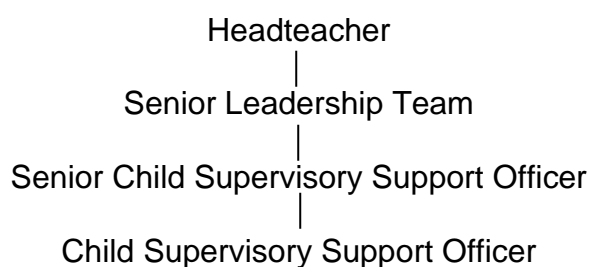 Headteacher
Senior Leadership Team
Senior Child Supervisory Support Officer
Child Supervisory Support Officer